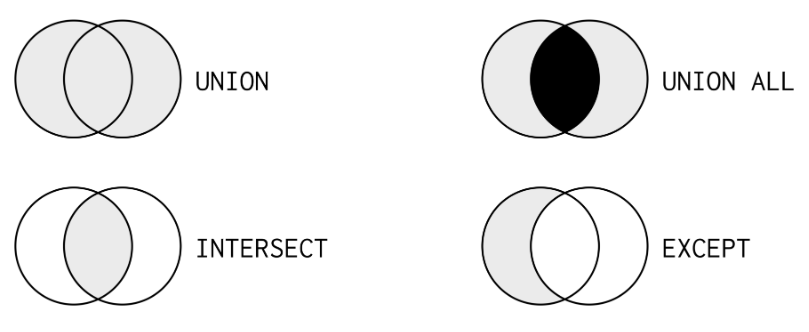 UNION
UNION ALL
INTERSECT
EXCEPT